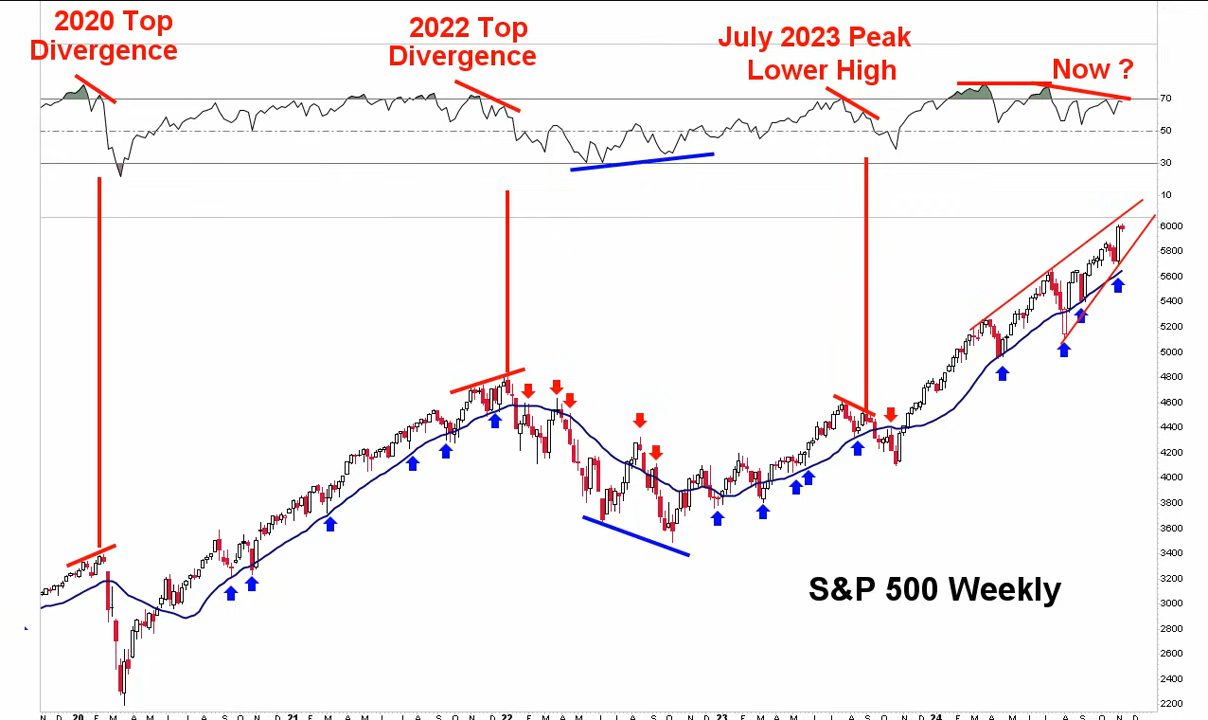 2020 Top
Divergence
2022 Top
Divergence
July 2023 Peak
Lower High
Now ?
70
50
30
10
6000
5800
5600
5400
5200
5000
4800
4600
4400
4200
4000
3800
3600
3400
3200
3000
2800
2600
2400
2200
S&P 500 Weekly
N D 20 F M A M J J A S O N D 21 F M A M J J A S O N D 22 F M A M J J A S O N D 23 F M A M J J A S O N D 24 F M A M J J A S O N D